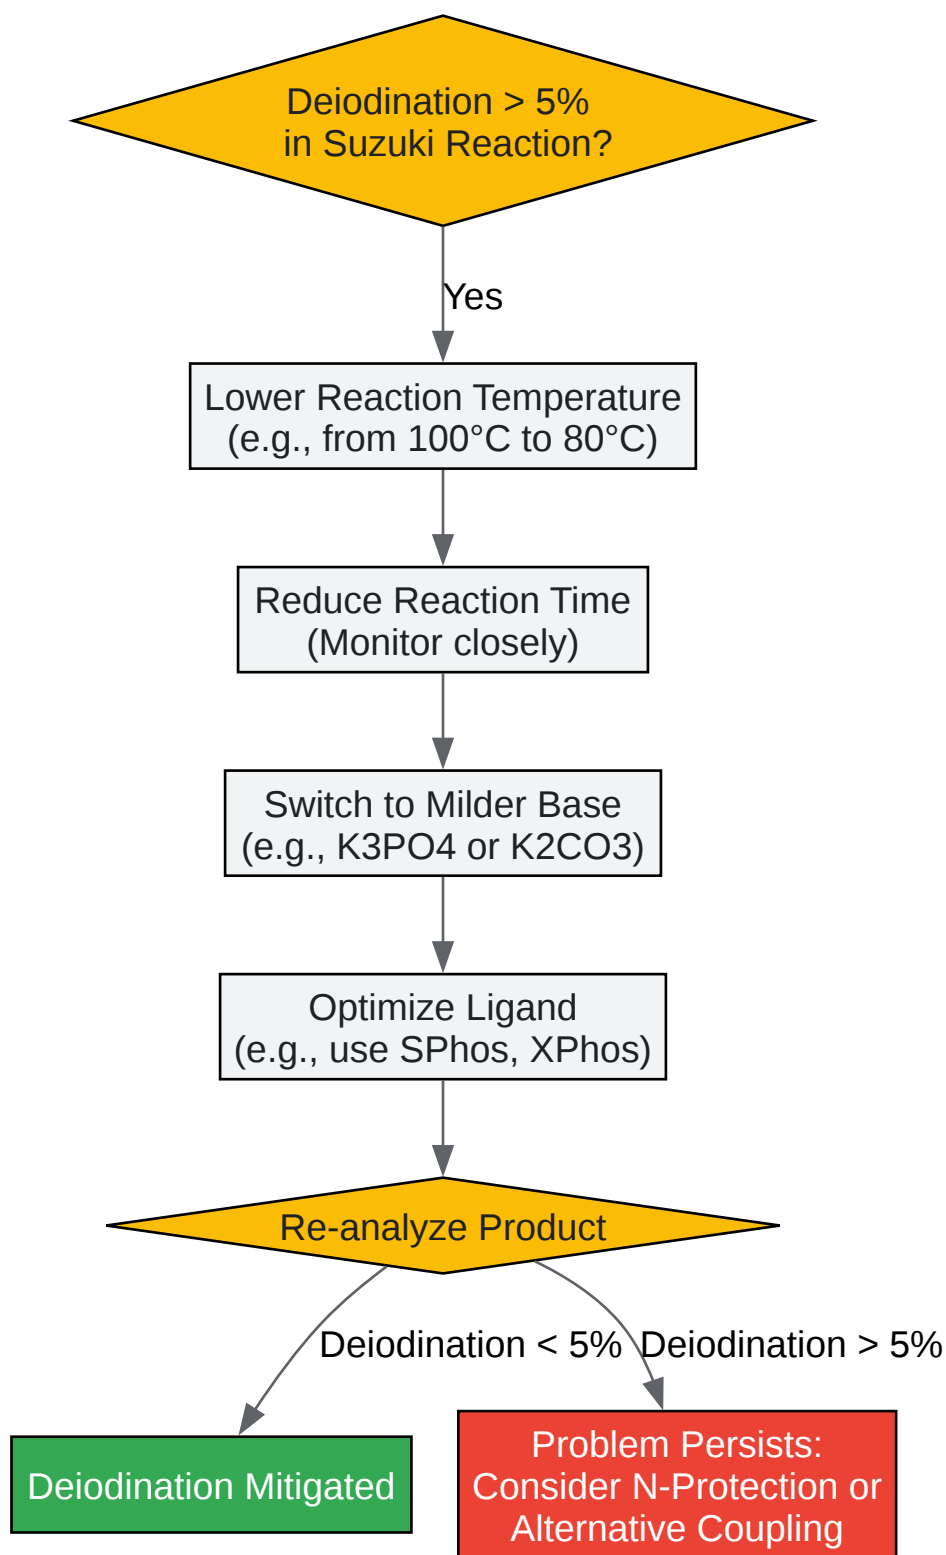 Deiodination > 5%
in Suzuki Reaction?
Yes
Lower Reaction Temperature
(e.g., from 100°C to 80°C)
Reduce Reaction Time
(Monitor closely)
Switch to Milder Base
(e.g., K3PO4 or K2CO3)
Optimize Ligand
(e.g., use SPhos, XPhos)
Re-analyze Product
Deiodination < 5%
Deiodination > 5%
Deiodination Mitigated
Problem Persists:
Consider N-Protection or
Alternative Coupling